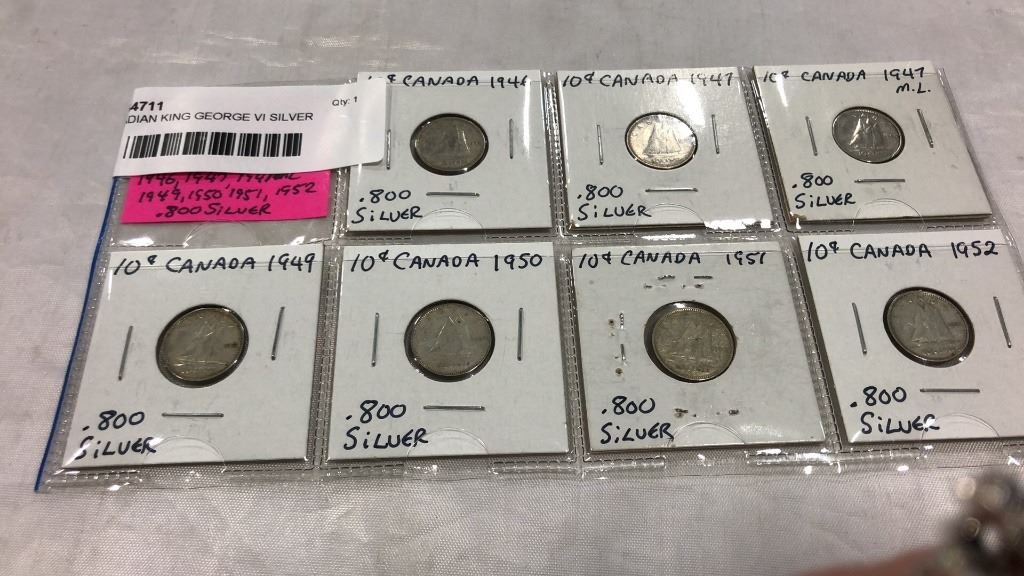 4711
Qty: 1
DIAN KING GEORGE VI SILVER
1946, 1947, 1947ML
1949, 1950, 1951, 1952
.800 SILVER
¢ CANADA 1946
.800
SILVER
10¢ CANADA 1947
.800
SILVER
10¢ CANADA 1947
M.L.
.800
SILVER
10¢ CANADA 1949
.800
SILVER
10¢ CANADA 1950
.800
SILVER
10¢ CANADA 1951
.800
SILVER
10¢ CANADA 1952
.800
SILVER